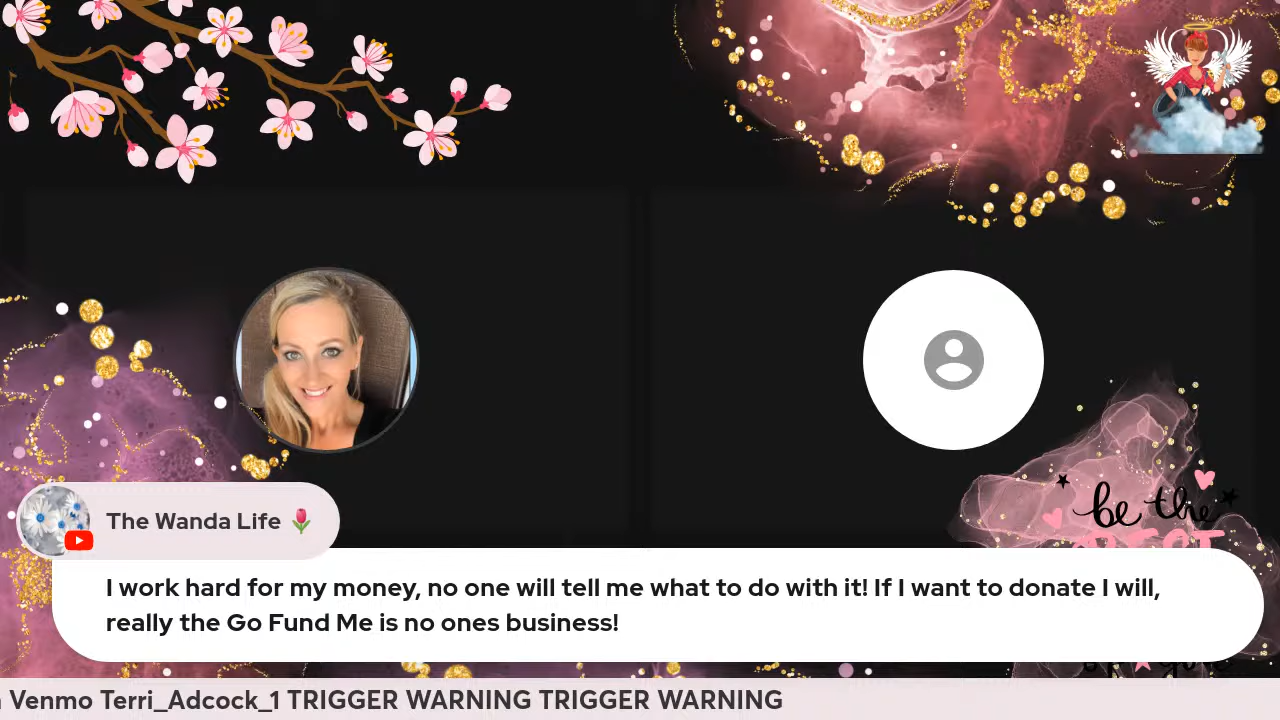 be the
The Wanda Life 🌷
I work hard for my money, no one will tell me what to do with it! If I want to donate I will,
really the Go Fund Me is no ones business!
Venmo Terri_Adcock_1 TRIGGER WARNING TRIGGER WARNING